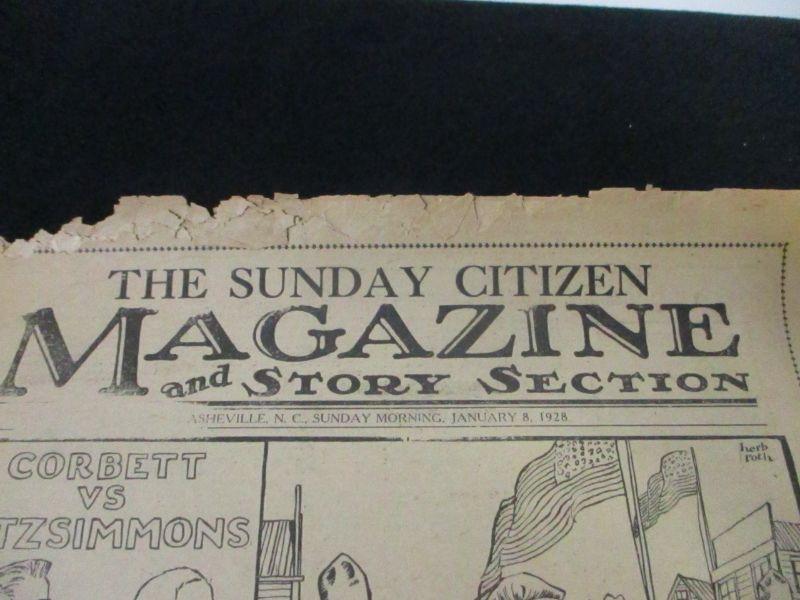 THE SUNDAY CITIZEN
MAGAZINE
and STORY SECTION
ASHEVILLE, N. C., SUNDAY MORNING, JANUARY 8, 1928
CORBETT
VS
TZSIMMONS
herb
roth